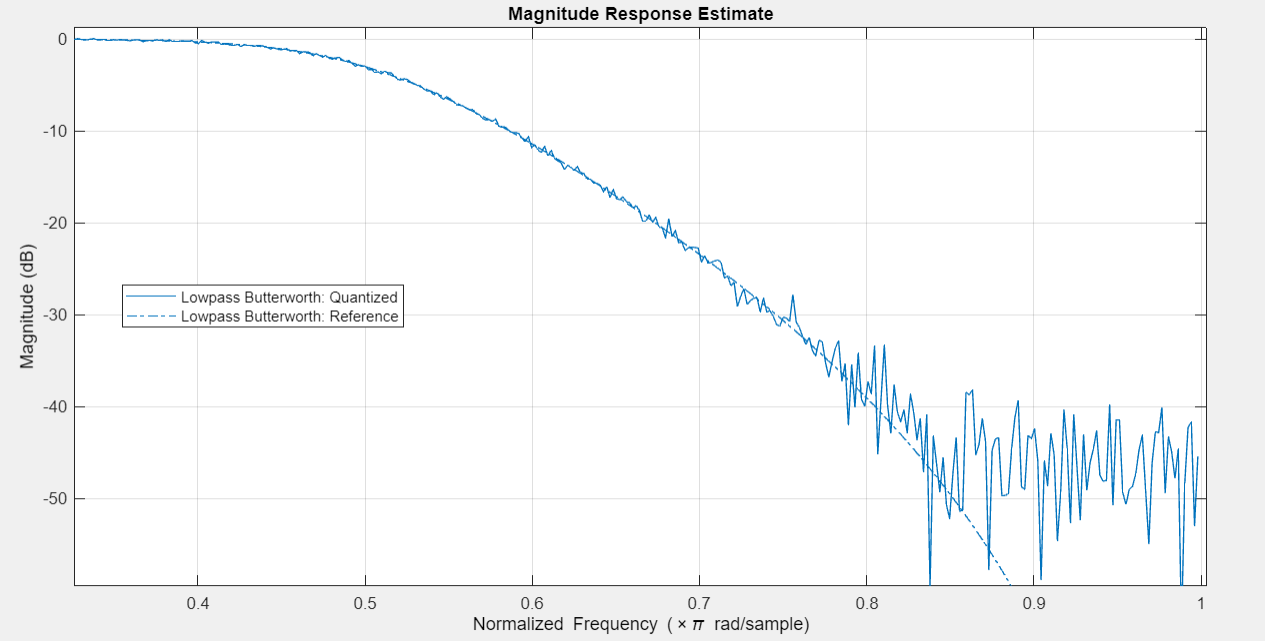 Magnitude Response Estimate
0
-10
-20
-30
-40
-50
Magnitude (dB)
Lowpass Butterworth: Quantized
Lowpass Butterworth: Reference
0.4 0.5 0.6 0.7 0.8 0.9 1
Normalized Frequency ( × π rad/sample)